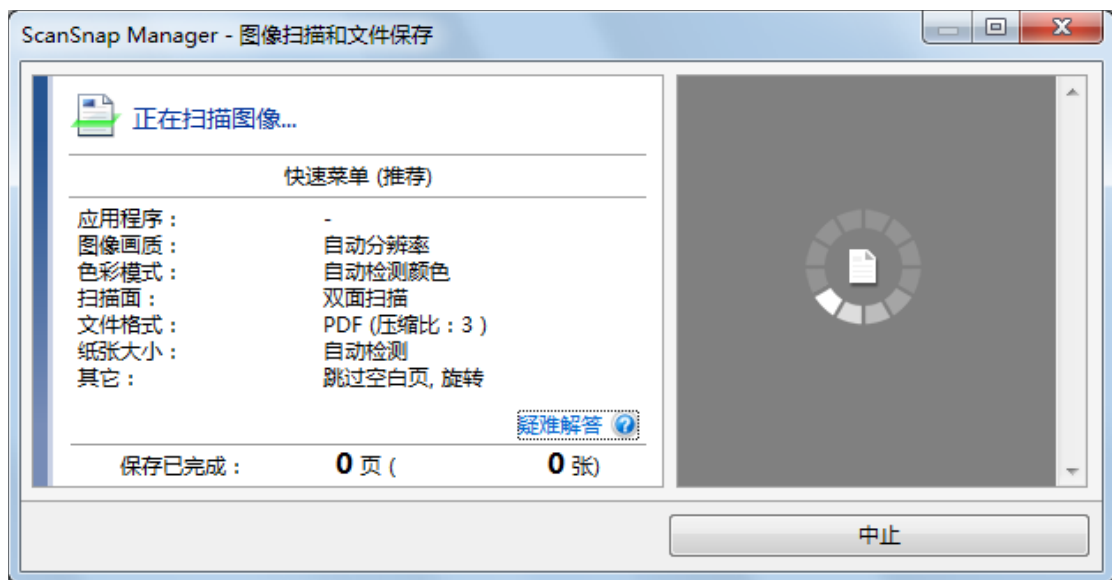 ScanSnap Manager - 图像扫描和文件保存
正在扫描图像...
快速菜单 (推荐)
应用程序： -
图像画质： 自动分辨率
色彩模式： 自动检测颜色
扫描面： 双面扫描
文件格式： PDF (压缩比：3 )
纸张大小： 自动检测
其它： 跳过空白页, 旋转
疑难解答
保存已完成： 0 页 ( 0 张)
中止